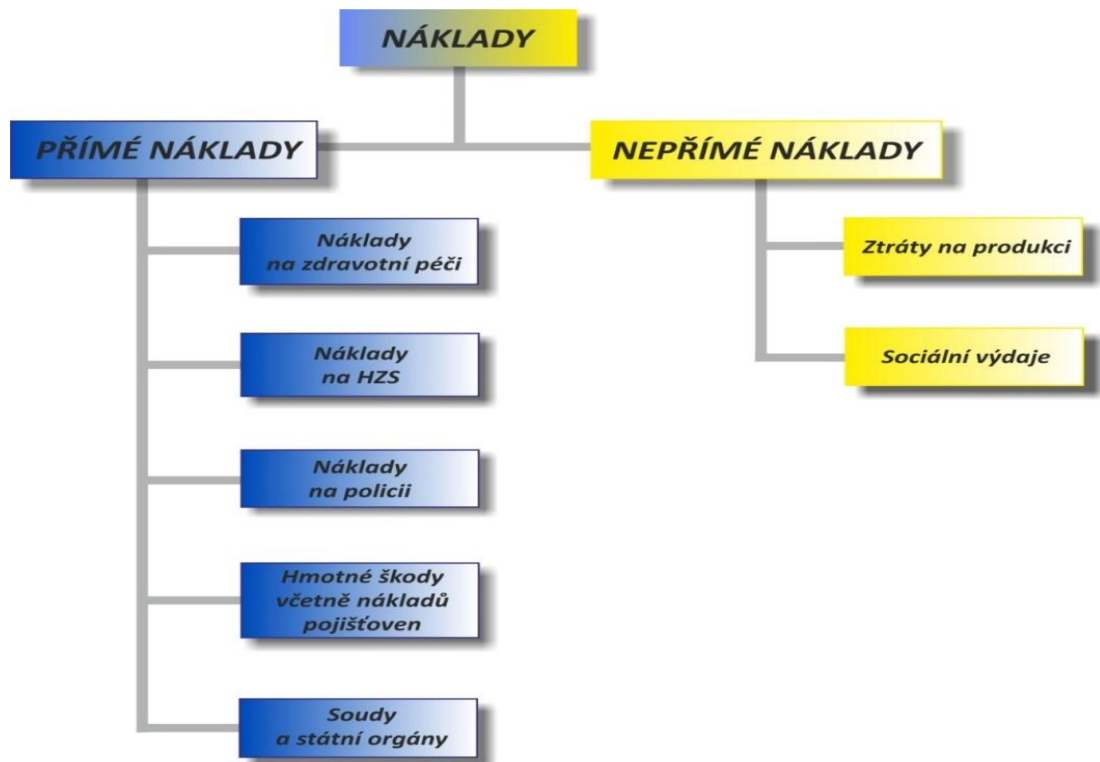 NÁKLADY
PŘÍMÉ NÁKLADY
Náklady
na zdravotní péči
Náklady
na HZS
Náklady
na policii
Hmotné škody
včetně nákladů
pojišťoven
Soudy
a státní orgány
NEPŘÍMÉ NÁKLADY
Ztráty na produkci
Sociální výdaje